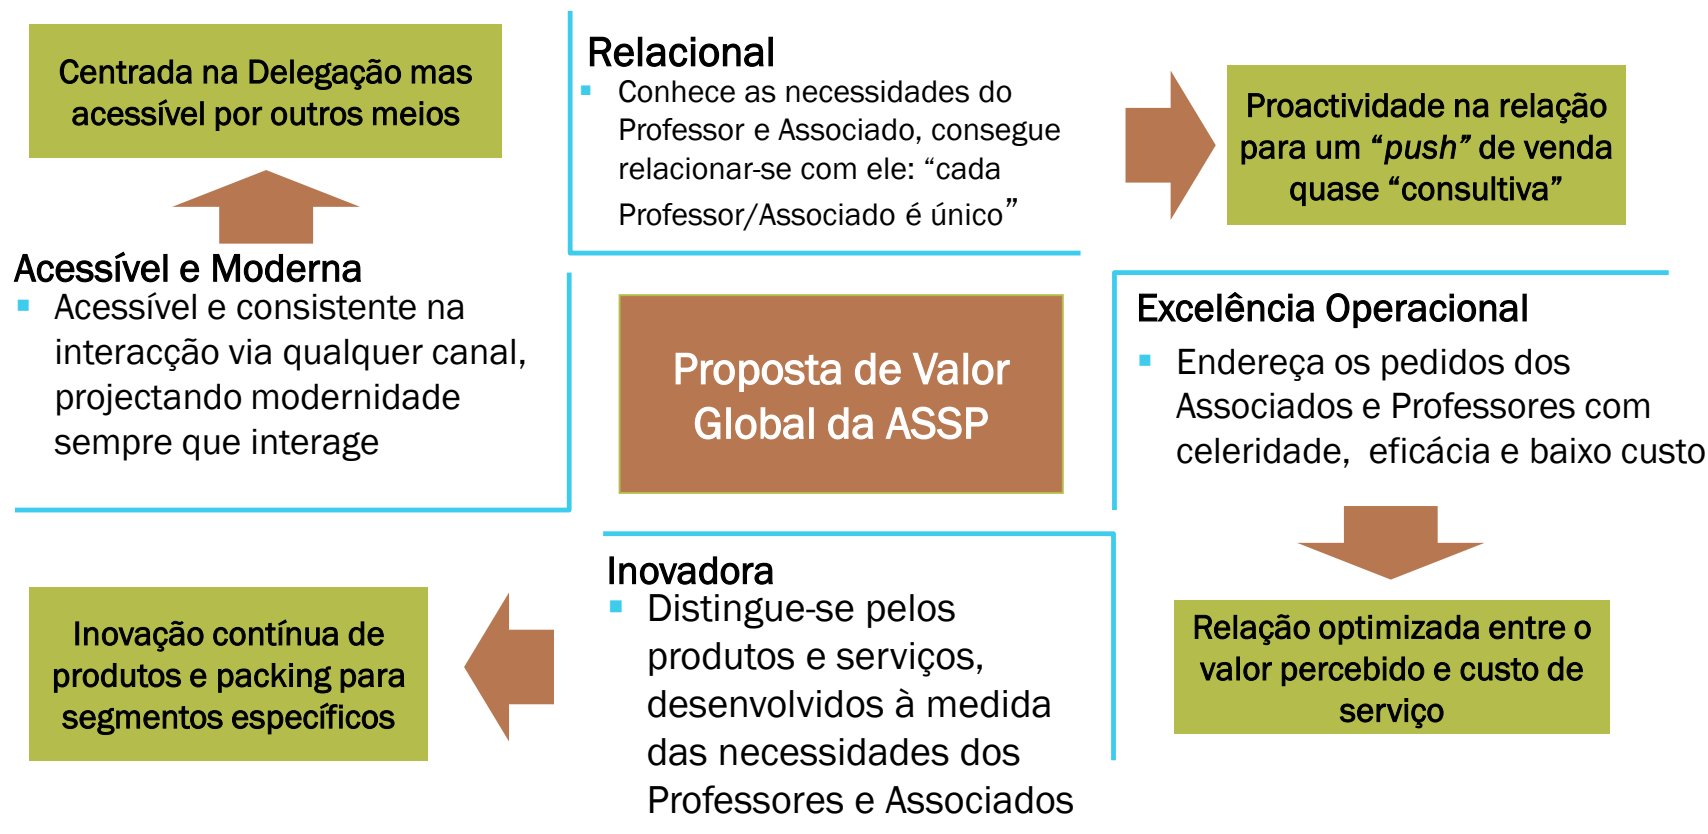 Centrada na Delegação mas
acessível por outros meios
Relacional
Conhece as necessidades do
Professor e Associado, consegue
relacionar-se com ele: “cada
Professor/Associado é único”
Proactividade na relação
para um “push” de venda
quase “consultiva”
Acessível e Moderna
Acessível e consistente na
interacção via qualquer canal,
projectando modernidade
sempre que interage
Proposta de Valor
Global da ASSP
Excelência Operacional
Endereça os pedidos dos
Associados e Professores com
celeridade, eficácia e baixo custo
Inovação contínua de
produtos e packing para
segmentos específicos
Inovadora
Distingue-se pelos
produtos e serviços,
desenvolvidos à medida
das necessidades dos
Professores e Associados
Relação optimizada entre o
valor percebido e custo de
serviço